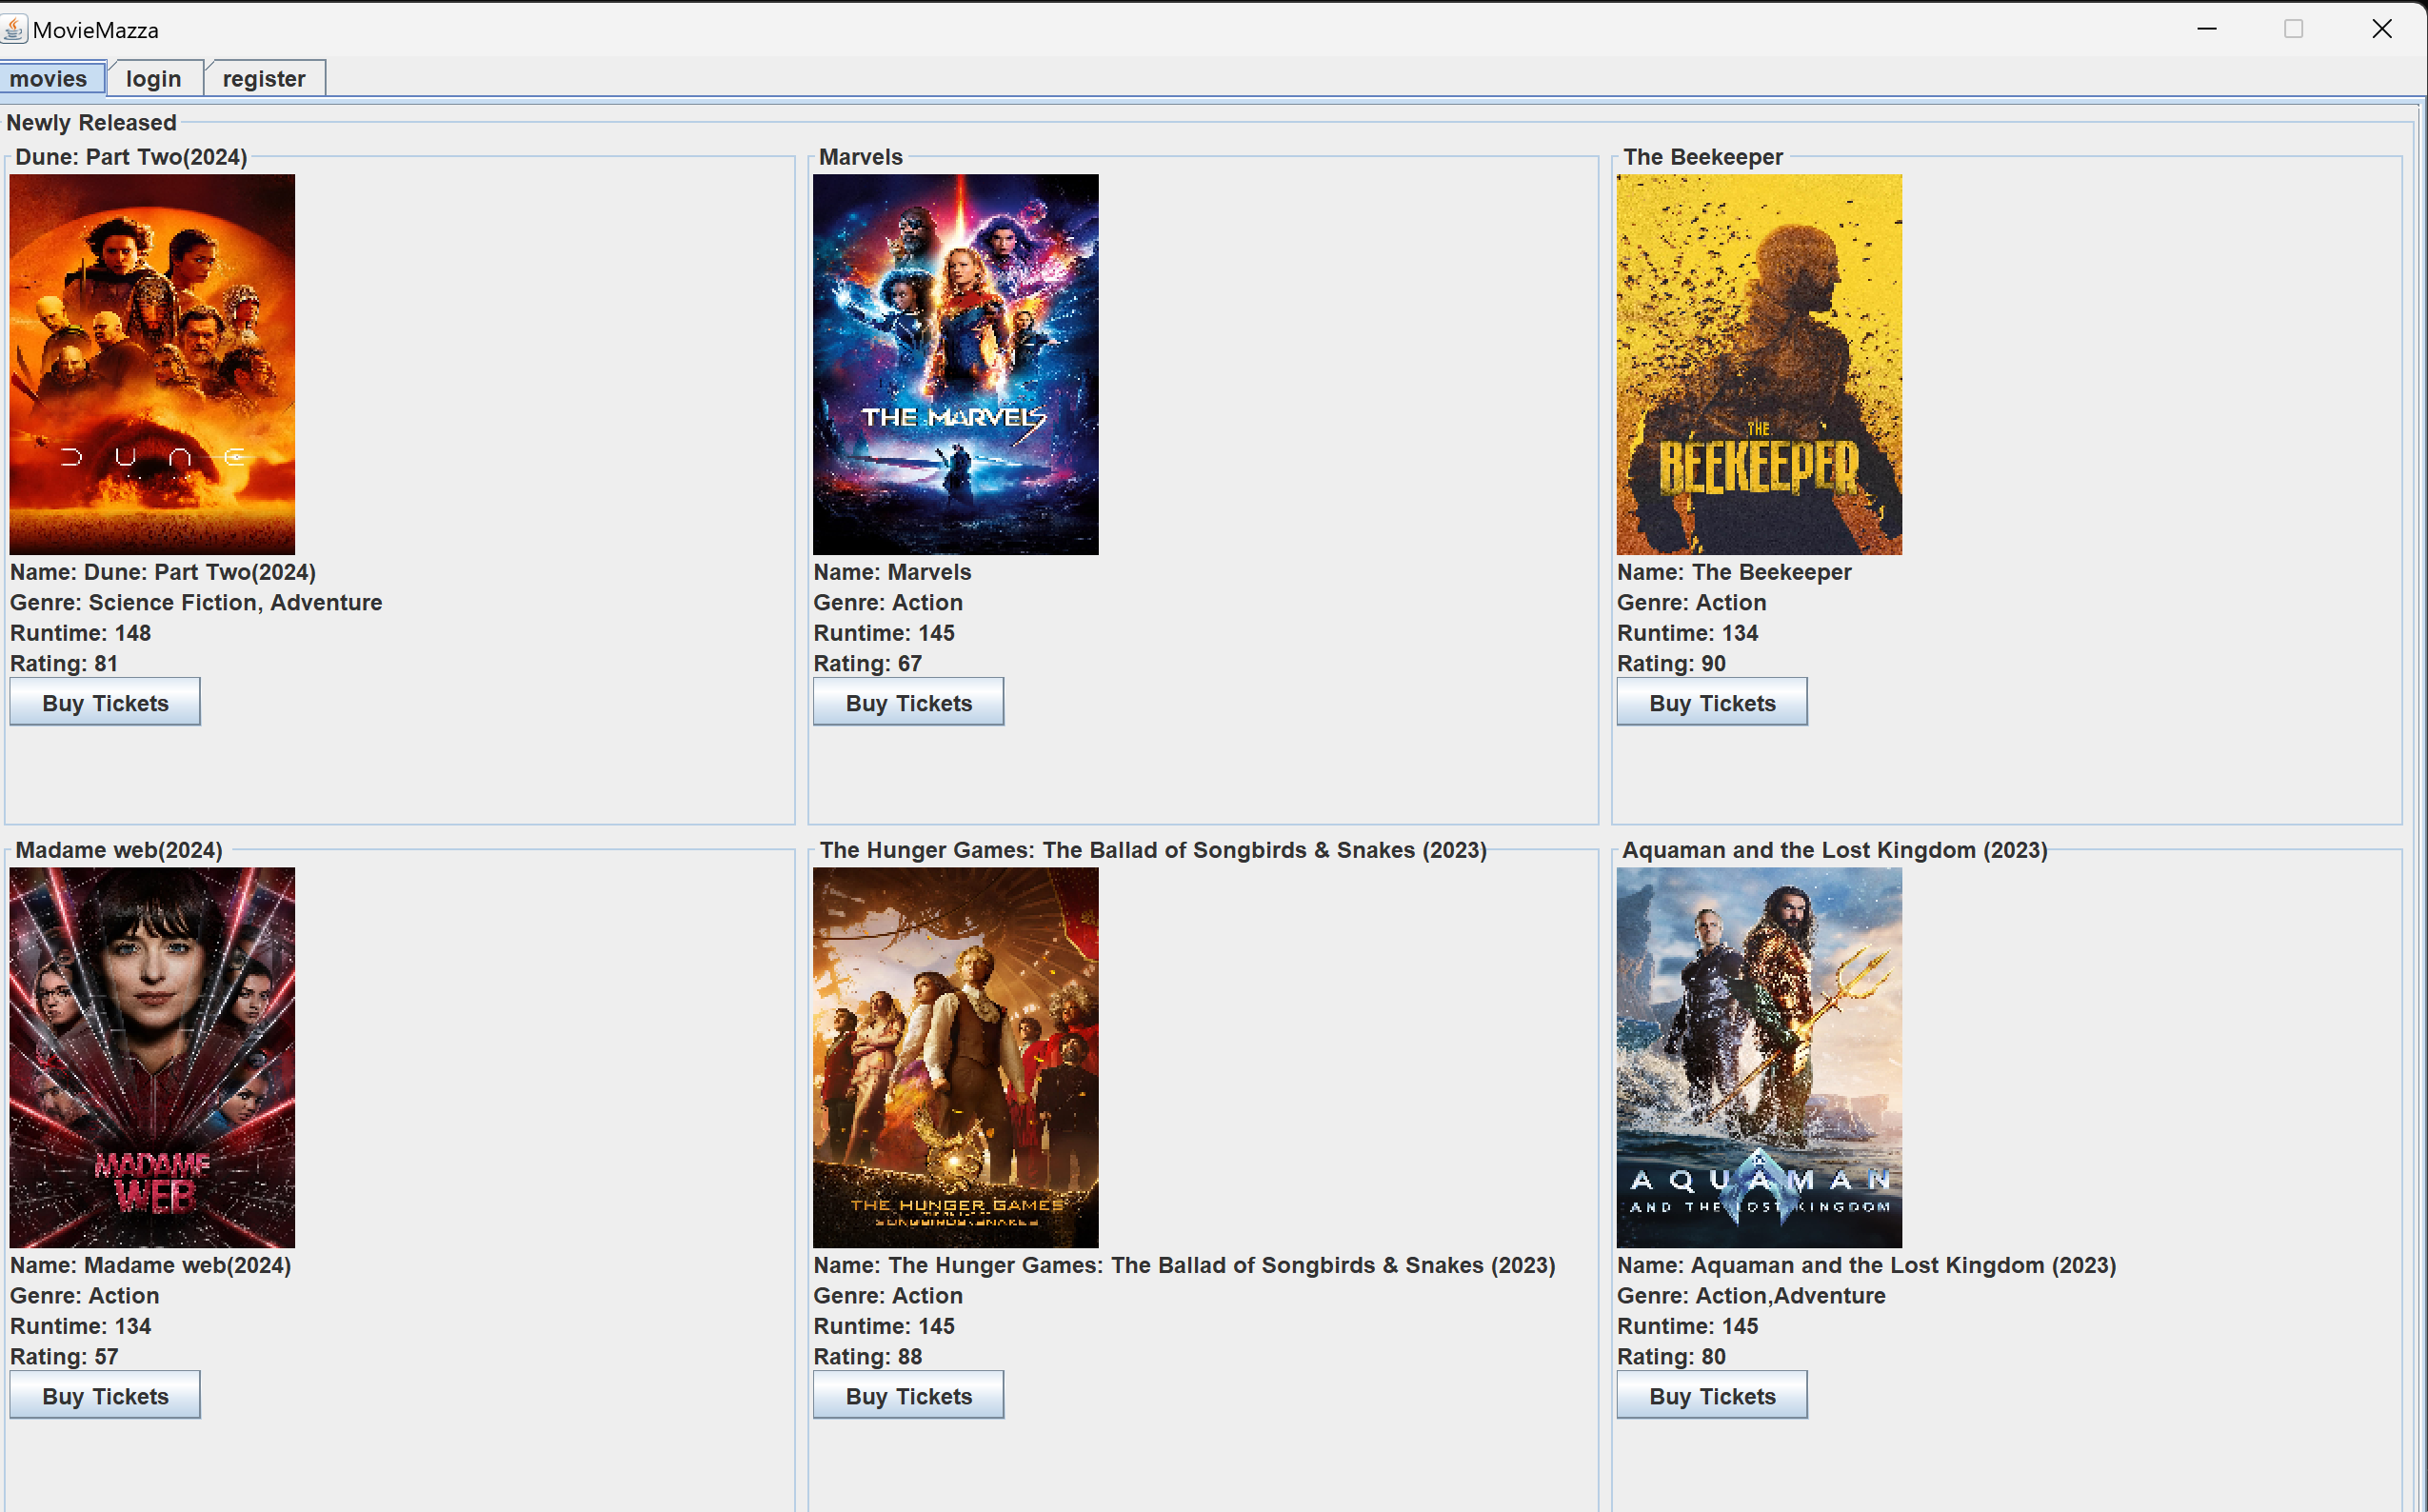 MovieMazza
movies login register
Newly Released
Dune: Part Two(2024)
DUNE
Name: Dune: Part Two(2024)
Genre: Science Fiction, Adventure
Runtime: 148
Rating: 81
Buy Tickets
Marvels
THE MARVELS
Name: Marvels
Genre: Action
Runtime: 145
Rating: 67
Buy Tickets
The Beekeeper
THE
BEEKEEPER
Name: The Beekeeper
Genre: Action
Runtime: 134
Rating: 90
Buy Tickets
Madame web(2024)
MADAME
WEB
Name: Madame web(2024)
Genre: Action
Runtime: 134
Rating: 57
Buy Tickets
The Hunger Games: The Ballad of Songbirds & Snakes (2023)
THE HUNGER GAMES
SONGBIRDS & SNAKES
Name: The Hunger Games: The Ballad of Songbirds & Snakes (2023)
Genre: Action
Runtime: 145
Rating: 88
Buy Tickets
Aquaman and the Lost Kingdom (2023)
AQUAMAN
AND THE LOST KINGDOM
Name: Aquaman and the Lost Kingdom (2023)
Genre: Action,Adventure
Runtime: 145
Rating: 80
Buy Tickets